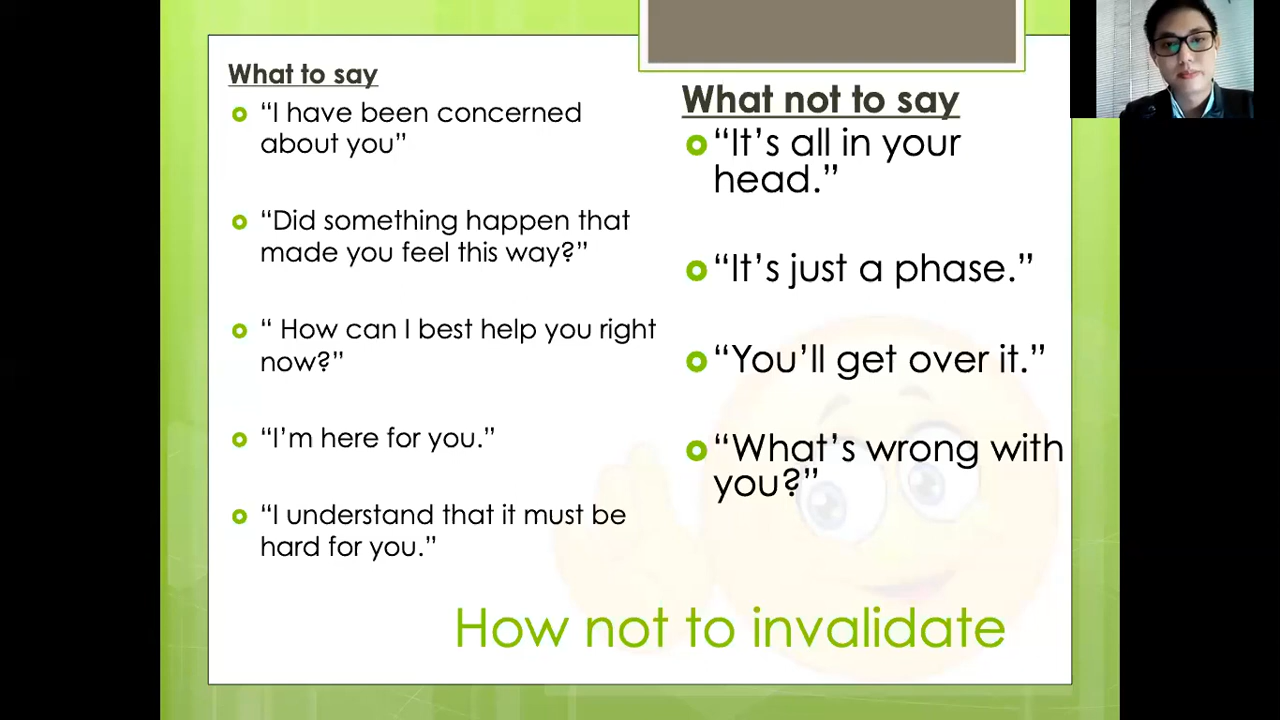 What to say
“I have been concerned
about you”
“Did something happen that
made you feel this way?”
“ How can I best help you right
now?”
“I’m here for you.”
“I understand that it must be
hard for you.”
What not to say
“It’s all in your
head.”
“It’s just a phase.”
“You’ll get over it.”
“What’s wrong with
you?”
How not to invalidate